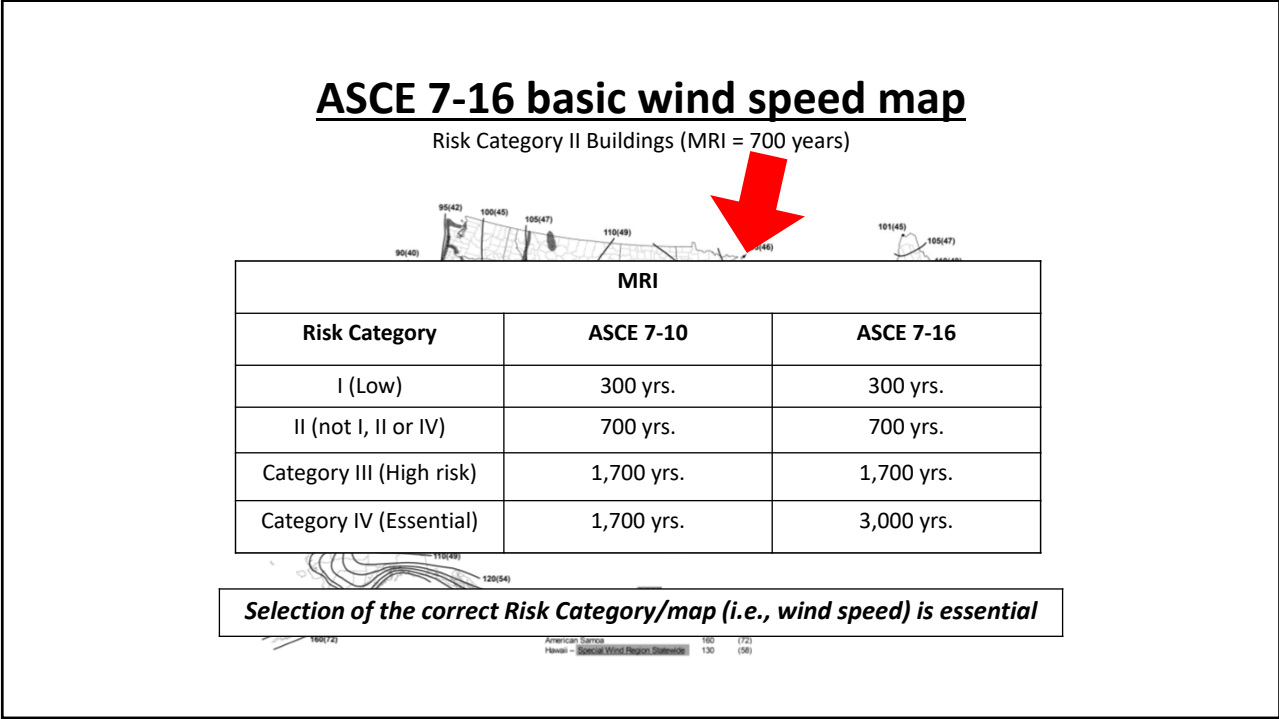 ASCE 7-16 basic wind speed map
Risk Category II Buildings (MRI = 700 years)
95(42) 100(45) 105(47) 110(49) 101(45) 105(47)
90(40)
MRI
Risk Category ASCE 7-10 ASCE 7-16
I (Low) 300 yrs. 300 yrs.
II (not I, II or IV) 700 yrs. 700 yrs.
Category III (High risk) 1,700 yrs. 1,700 yrs.
Category IV (Essential) 1,700 yrs. 3,000 yrs.
110(49)
120(54)
Selection of the correct Risk Category/map (i.e., wind speed) is essential
160(72)
American Samoa 160 (72)
Hawaii – Special Wind Region Statewide 130 (58)